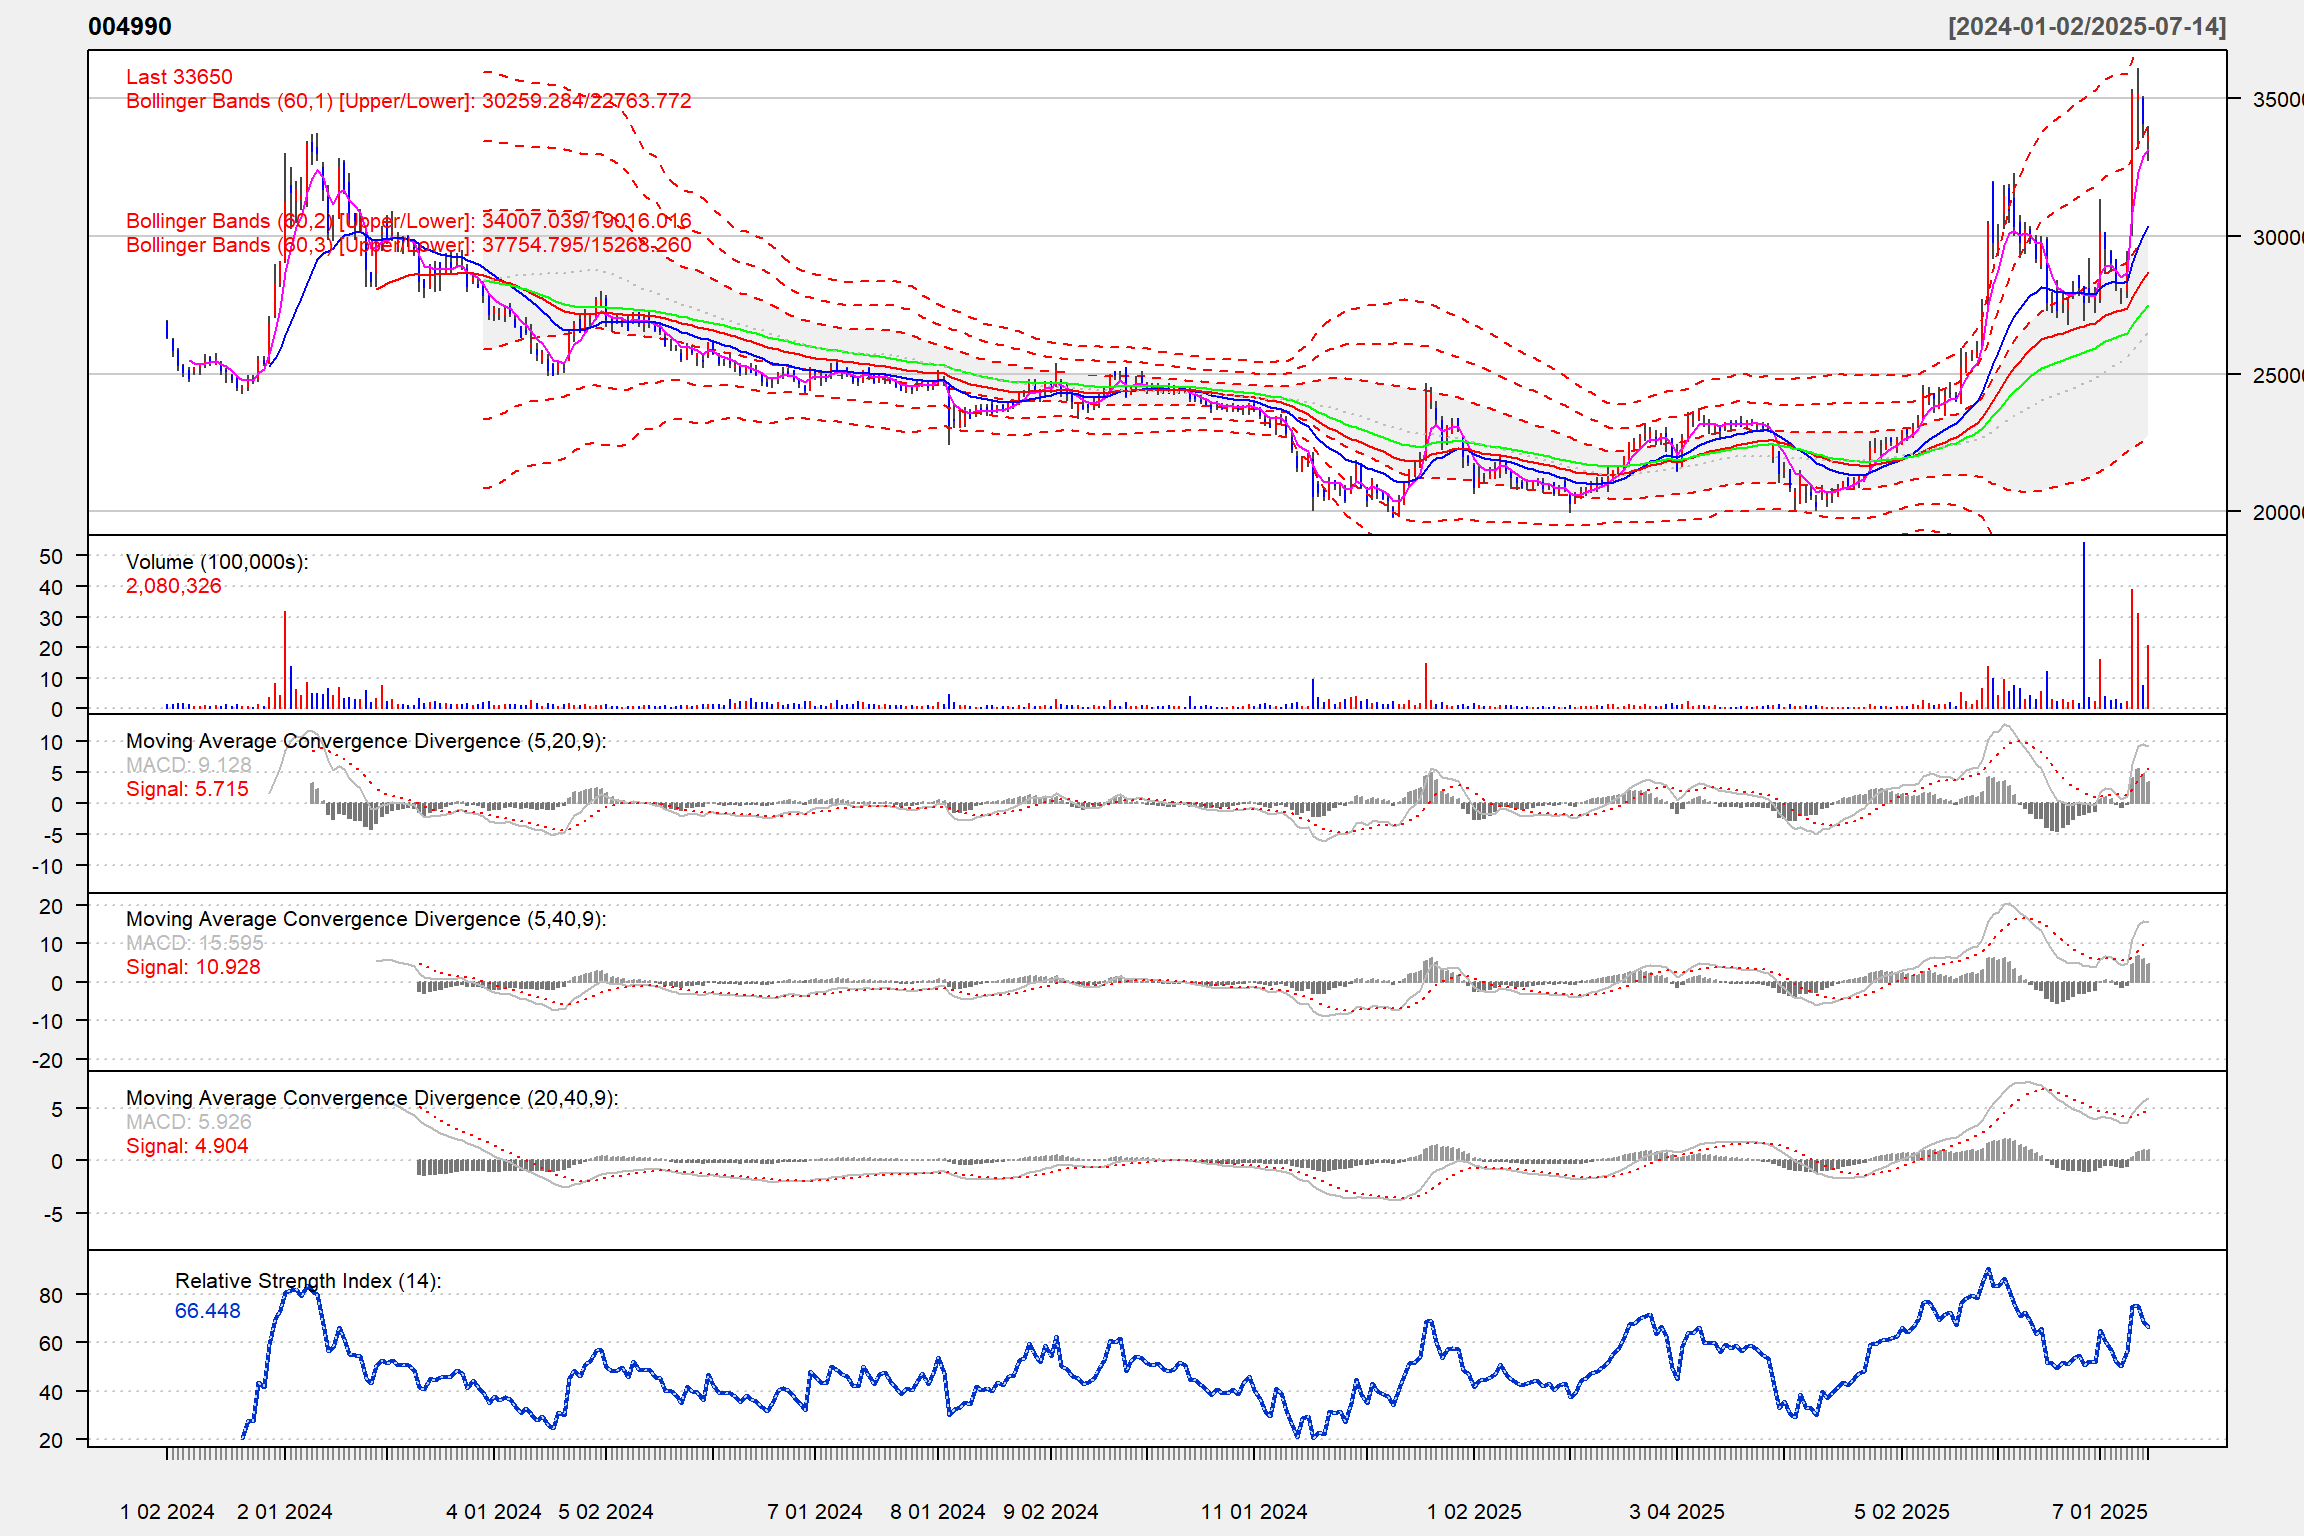 004990 [2024-01-02/2025-07-14]
Last 33650
Bollinger Bands (60,1) [Upper/Lower]: 30259.284/22763.772
Bollinger Bands (60,2) [Upper/Lower]: 34007.039/19016.016
Bollinger Bands (60,3) [Upper/Lower]: 37754.795/15268.260
3500
3000
2500
2000
Volume (100,000s):
2,080,326
50
40
30
20
10
0
Moving Average Convergence Divergence (5,20,9):
MACD: 9.128
Signal: 5.715
10
5
0
-5
-10
Moving Average Convergence Divergence (5,40,9):
MACD: 15.595
Signal: 10.928
20
10
0
-10
-20
Moving Average Convergence Divergence (20,40,9):
MACD: 5.926
Signal: 4.904
5
0
-5
Relative Strength Index (14):
66.448
80
60
40
20
1 02 2024 2 01 2024 4 01 2024 5 02 2024 7 01 2024 8 01 2024 9 02 2024 11 01 2024 1 02 2025 3 04 2025 5 02 2025 7 01 2025